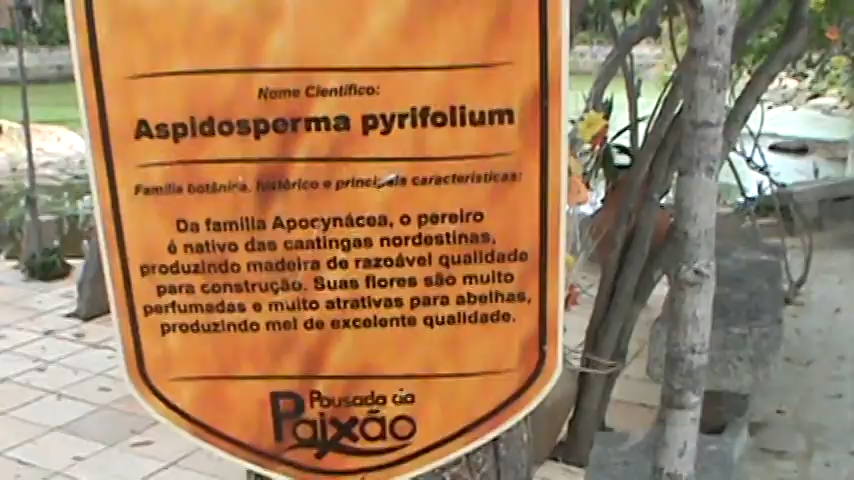 Nome Científico:
Aspidosperma pyrifolium
Família botânica, histórico e principais características:
Da família Apocynácea, o pereiro
é nativo das caatingas nordestinas,
produzindo madeira de razoável qualidade
para construção. Suas flores são muito
perfumadas e muito atrativas para abelhas,
produzindo mel de excelente qualidade.
Pousada da
Paixão